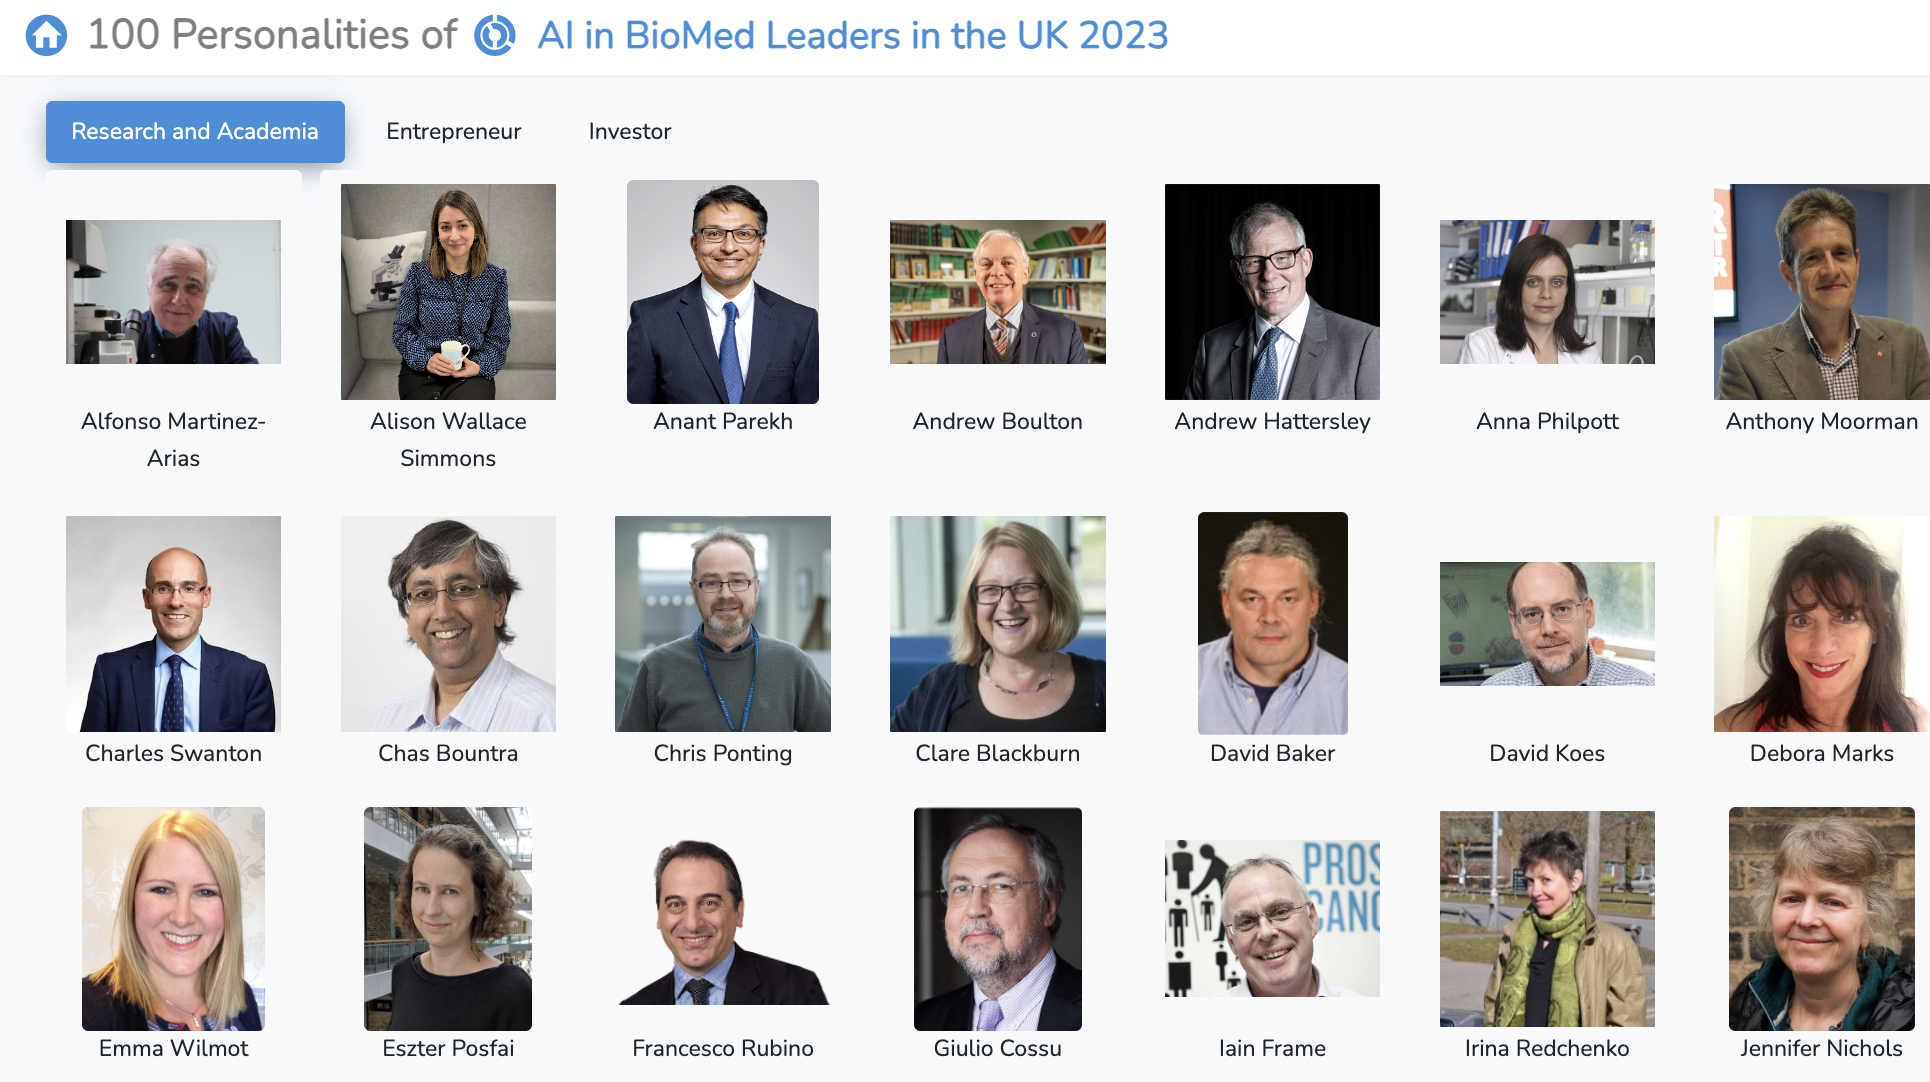 100 Personalities of AI in BioMed Leaders in the UK 2023
Research and Academia Entrepreneur Investor
Alfonso Martinez-
Arias
Alison Wallace
Simmons
Anant Parekh
Andrew Boulton
Andrew Hattersley
Anna Philpott
Anthony Moorman
PROS
CANC
Charles Swanton
Chas Bountra
Chris Ponting
Clare Blackburn
David Baker
David Koes
Debora Marks
Emma Wilmot
Eszter Posfai
Francesco Rubino
Giulio Cossu
Iain Frame
Irina Redchenko
Jennifer Nichols